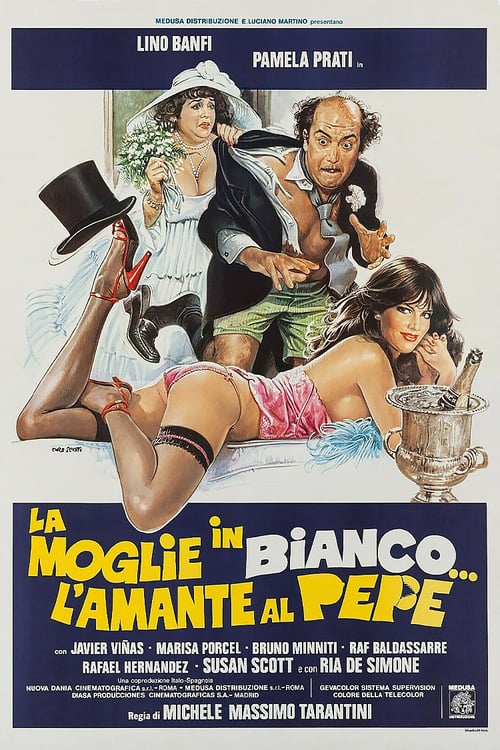 MEDUSA DISTRIBUZIONE E LUCIANO MARTINO presentano
LINO BANFI
PAMELA PRATI in
LA MOGLIE in BIANCO...
L'AMANTE AL PEPE
con JAVIER VIÑAS · MARISA PORCEL · BRUNO MINNITI · RAF BALDASSARRE
RAFAEL HERNANDEZ · SUSAN SCOTT e con RIA DE SIMONE
Una coproduzione Italo-Spagnola
NUOVA DANIA CINEMATOGRAFICA s.r.l. - ROMA - MEDUSA DISTRIBUZIONE s.r.l. - ROMA
DIASA PRODUCCIONES CINEMATOGRAFICAS S.A. - MADRID
GEVACOLOR SISTEMA SUPERVISION
COLORE DELLA TELECOLOR
MEDUSA
DISTRIBUZIONE
Regia di MICHELE MASSIMO TARANTINI